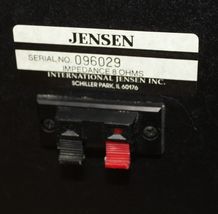 JENSEN
SERIAL NO. 096029
IMPEDANCE 8 OHMS
INTERNATIONAL JENSEN INC.
SCHILLER PARK, IL 60176